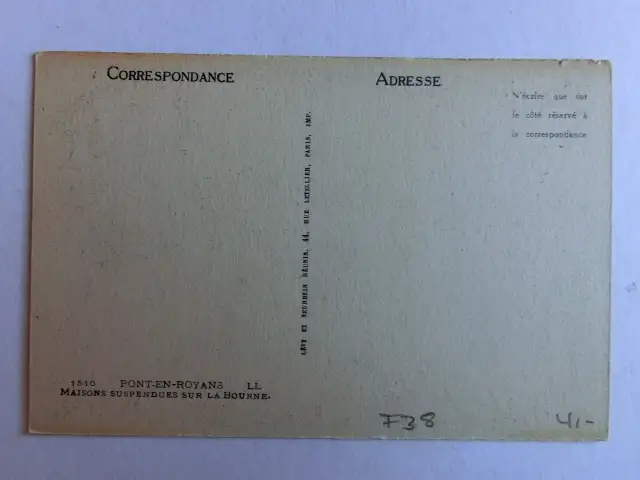 CORRESPONDANCE
ADRESSE
N'écrire que sur
le côté réservé à
la correspondance
LÉVY ET NEURDEIN RÉUNIS, 44, RUE LETELLIER, PARIS, IMP.
1510 PONT-EN-ROYANS LL
MAISONS SUSPENDUES SUR LA BOURNE.
F38
4,-